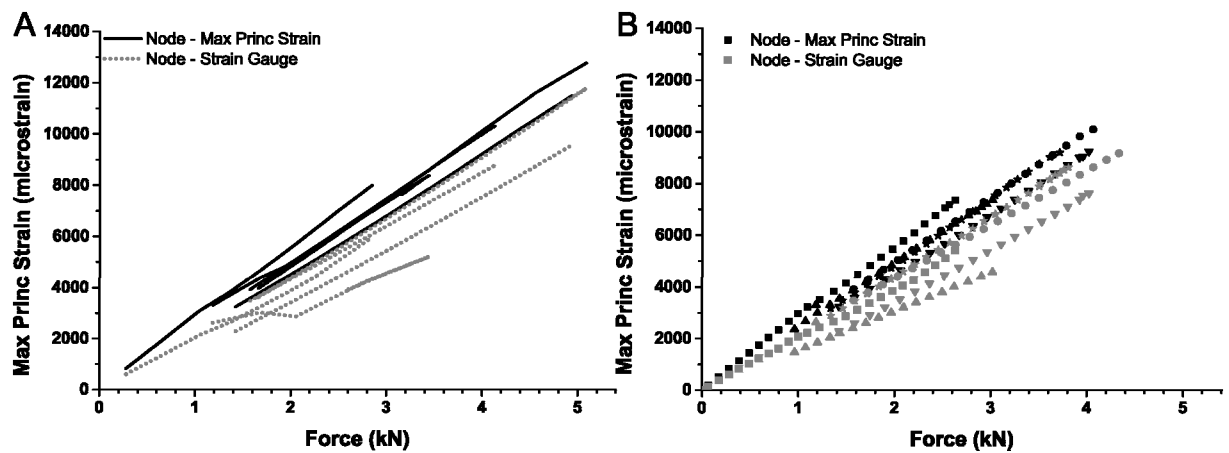 A
Node - Max Princ Strain
Node - Strain Gauge
14000
12000
10000
8000
6000
4000
2000
0
Max Princ Strain (microstrain)
0 1 2 3 4 5
Force (kN)
B
Node - Max Princ Strain
Node - Strain Gauge
14000
12000
10000
8000
6000
4000
2000
0
Max Princ Strain (microstrain)
0 1 2 3 4 5
Force (kN)